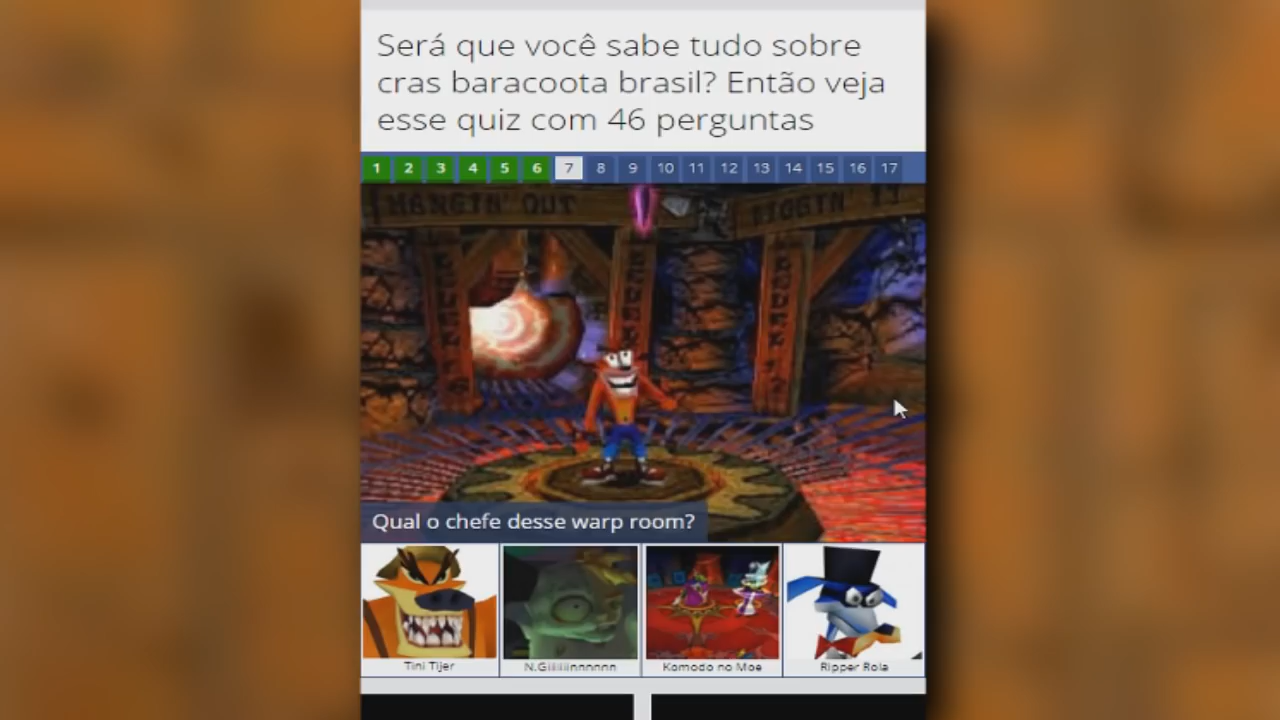 Será que você sabe tudo sobre
cras baracoota brasil? Então veja
esse quiz com 46 perguntas
1 2 3 4 5 6 7 8 9 10 11 12 13 14 15 16 17
HANGIN' OUT
DIGGIN' IT
Qual o chefe desse warp room?
Tini Tijer
Komodo no Moe
Ripper Rola